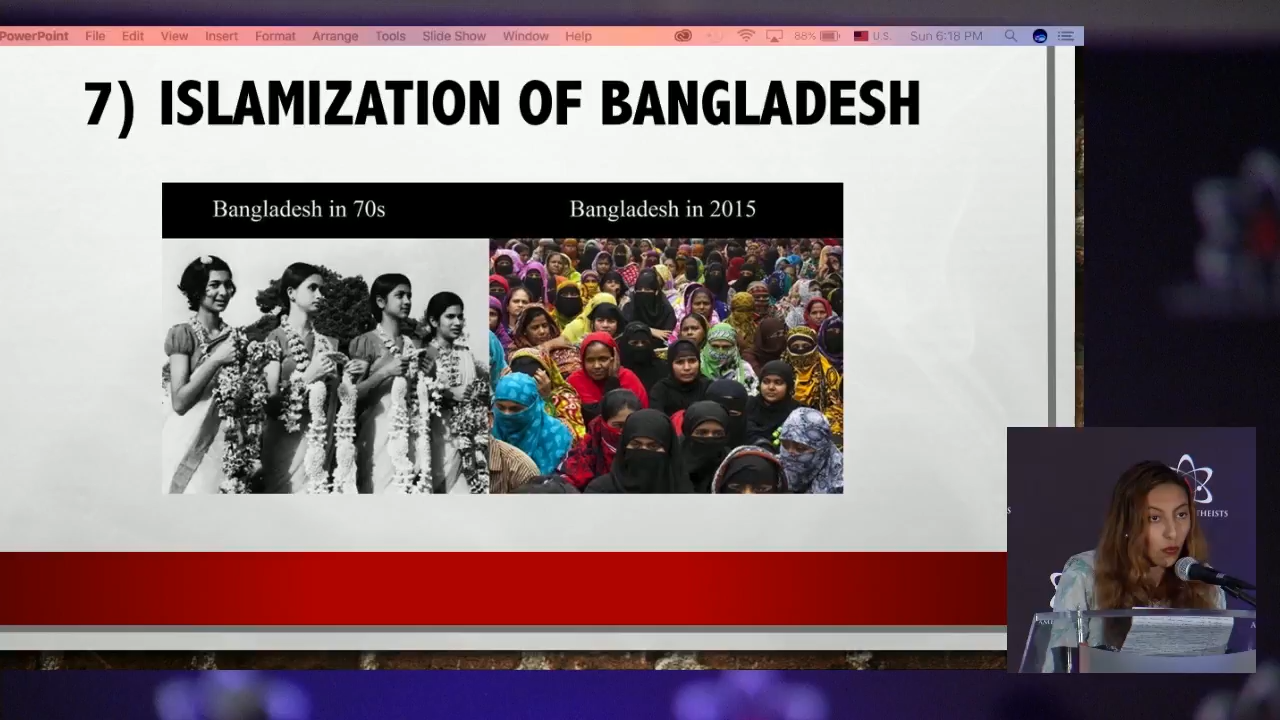 PowerPoint File Edit View Insert Format Arrange Tools Slide Show Window Help 88% U.S. Sun 6:18 PM
7) ISLAMIZATION OF BANGLADESH
Bangladesh in 70s
Bangladesh in 2015
THEISTS